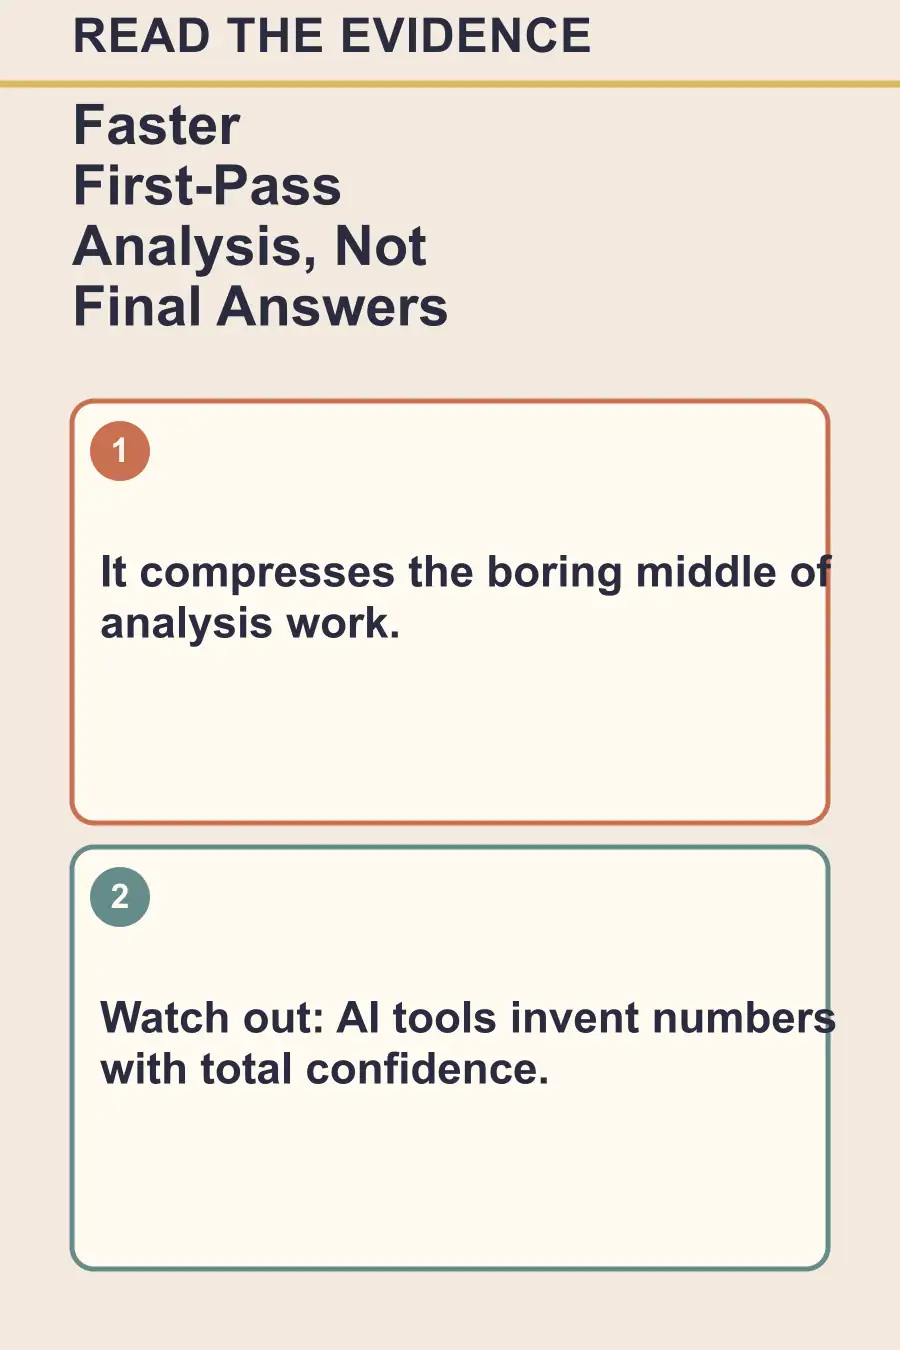 READ THE EVIDENCE
Faster
First-Pass
Analysis, Not
Final Answers
1
It compresses the boring middle of
analysis work.
2
Watch out: AI tools invent numbers
with total confidence.